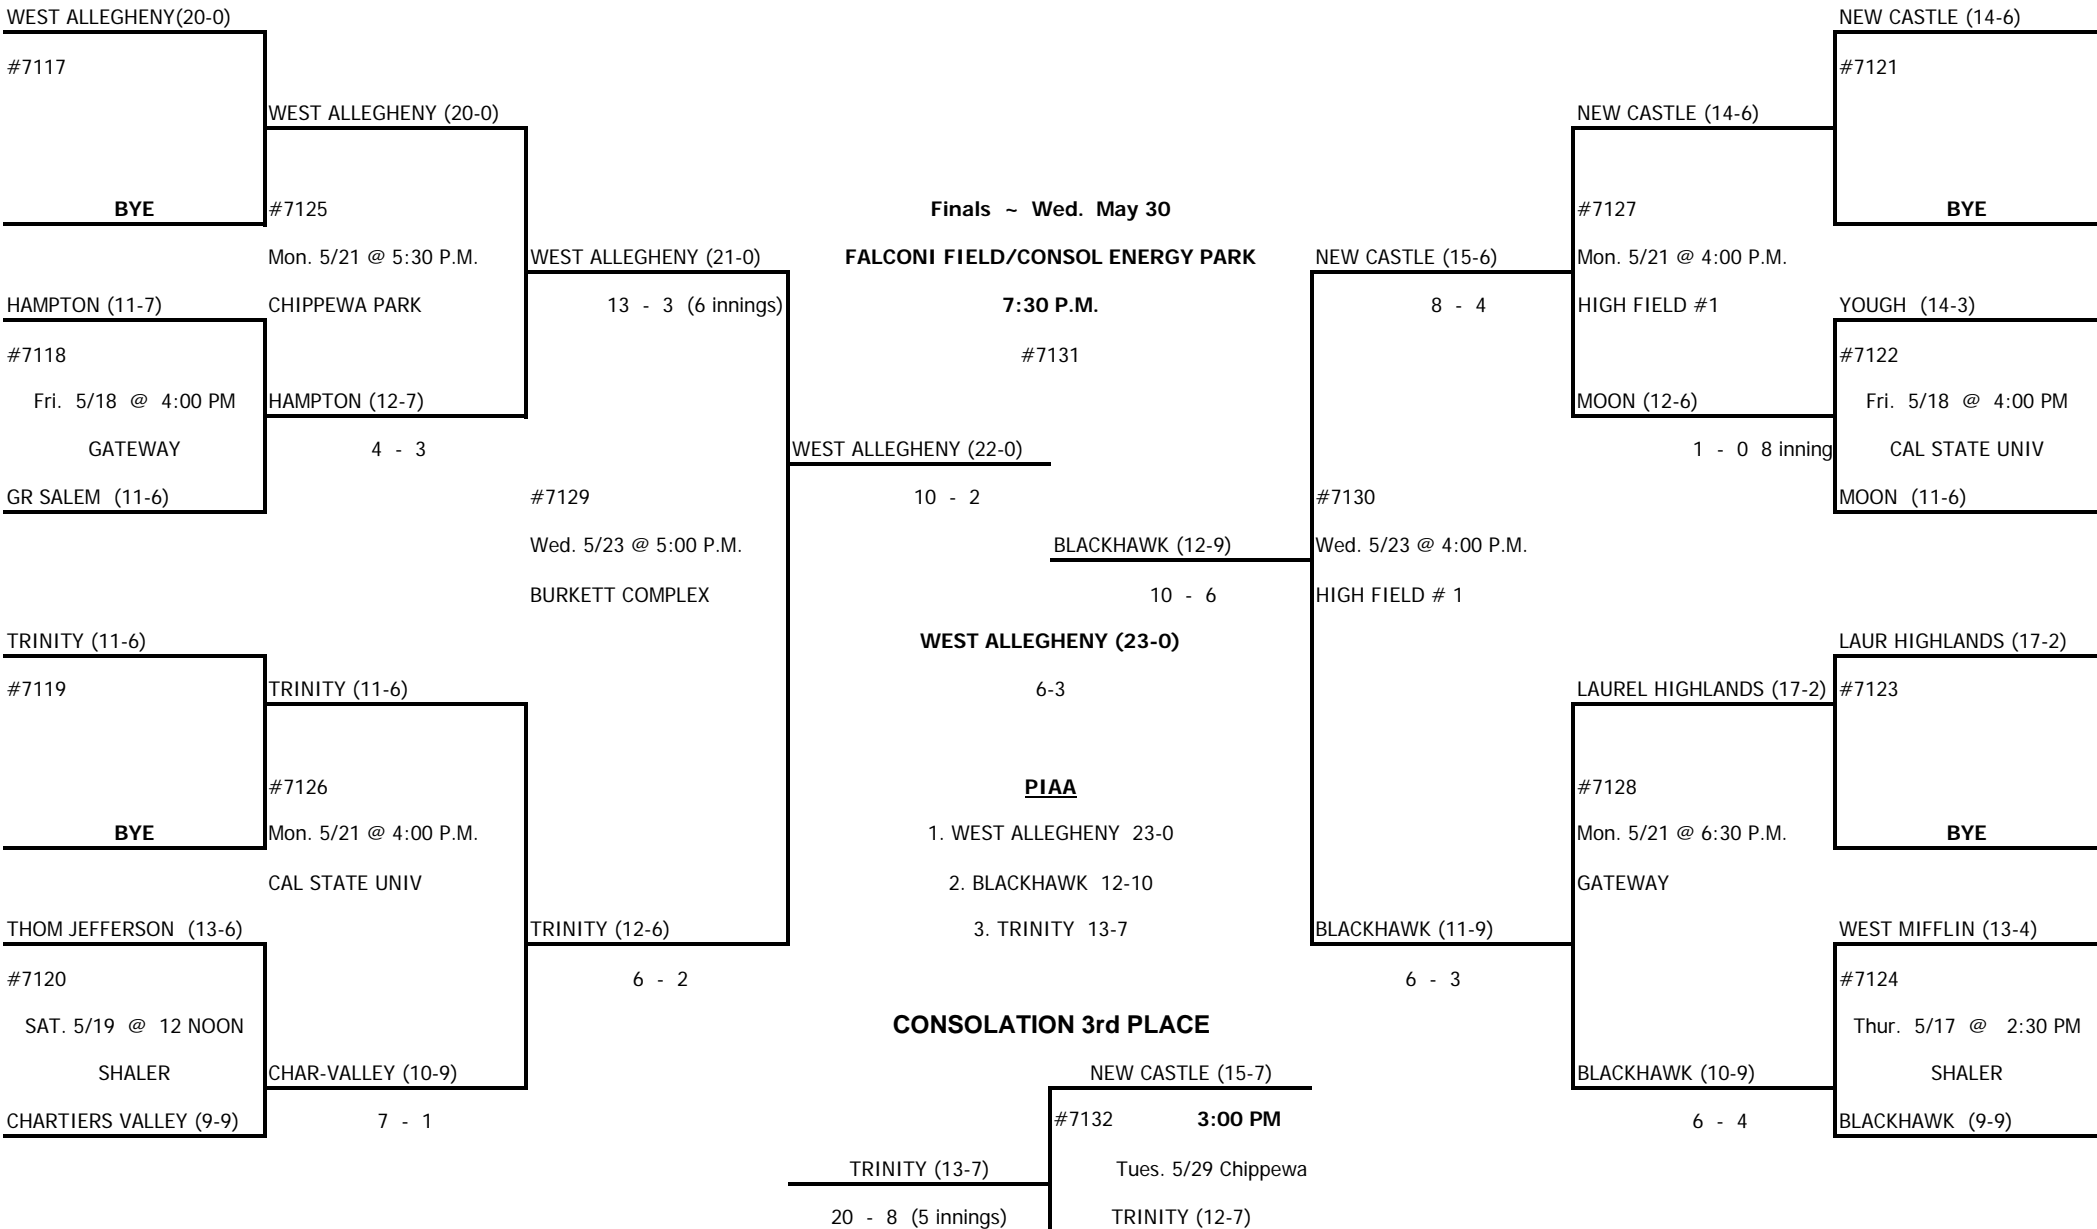 WEST ALLEGHENY(20-0)
#7117
BYE
HAMPTON (11-7)
#7118
Fri. 5/18 @ 4:00 PM
GATEWAY
GR SALEM (11-6)
TRINITY (11-6)
#7119
BYE
THOM JEFFERSON (13-6)
#7120
SAT. 5/19 @ 12 NOON
SHALER
CHARTIERS VALLEY (9-9)
WEST ALLEGHENY (20-0)
#7125
Mon. 5/21 @ 5:30 P.M.
CHIPPEWA PARK
HAMPTON (12-7)
4 - 3
TRINITY (11-6)
#7126
Mon. 5/21 @ 4:00 P.M.
CAL STATE UNIV
CHAR-VALLEY (10-9)
7 - 1
WEST ALLEGHENY (21-0)
13 - 3 (6 innings)
#7129
Wed. 5/23 @ 5:00 P.M.
BURKETT COMPLEX
TRINITY (12-6)
6 - 2
WEST ALLEGHENY (22-0)
10 - 2
Finals ~ Wed. May 30
FALCONI FIELD/CONSOL ENERGY PARK
7:30 P.M.
#7131
BLACKHAWK (12-9)
10 - 6
WEST ALLEGHENY (23-0)
6-3
PIAA
1. WEST ALLEGHENY 23-0
2. BLACKHAWK 12-10
3. TRINITY 13-7
CONSOLATION 3rd PLACE
NEW CASTLE (15-7)
#7132 3:00 PM
Tues. 5/29 Chippewa
TRINITY (12-7)
TRINITY (13-7)
20 - 8 (5 innings)
NEW CASTLE (15-6)
8 - 4
#7130
Wed. 5/23 @ 4:00 P.M.
HIGH FIELD # 1
BLACKHAWK (11-9)
6 - 3
NEW CASTLE (14-6)
#7127
Mon. 5/21 @ 4:00 P.M.
HIGH FIELD #1
MOON (12-6)
1 - 0 8 inning
LAUREL HIGHLANDS (17-2)
#7128
Mon. 5/21 @ 6:30 P.M.
GATEWAY
BLACKHAWK (10-9)
6 - 4
NEW CASTLE (14-6)
#7121
BYE
YOUGH (14-3)
#7122
Fri. 5/18 @ 4:00 PM
CAL STATE UNIV
MOON (11-6)
LAUR HIGHLANDS (17-2)
#7123
BYE
WEST MIFFLIN (13-4)
#7124
Thur. 5/17 @ 2:30 PM
SHALER
BLACKHAWK (9-9)